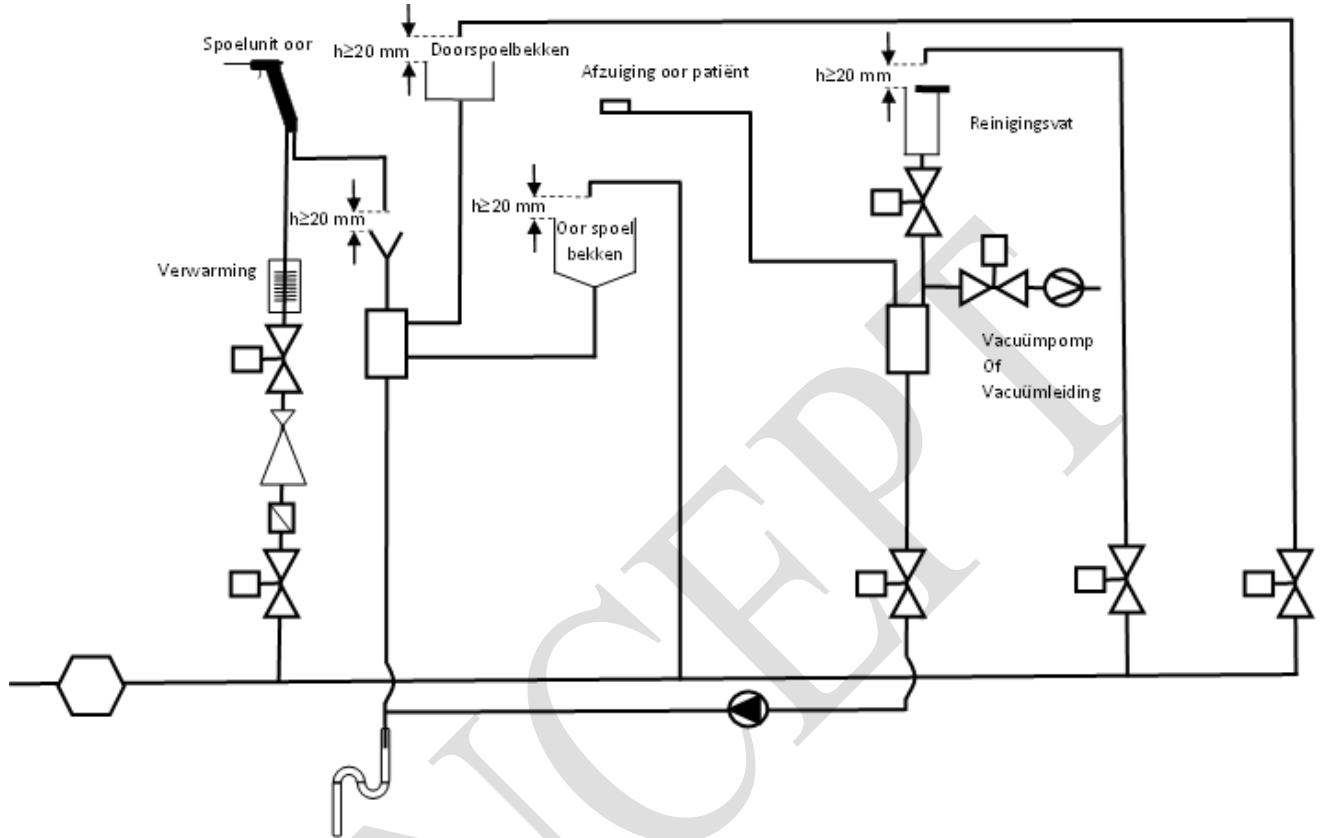 Spoelunit oor
h≥20 mm
Doorspoelbekken
Afzuiging oor patiënt
h≥20 mm
Reinigingsvat
h≥20 mm
h≥20 mm
Oor spoel
bekken
Verwarming
Vacuümpomp
Of
Vacuümleiding
NCEPT